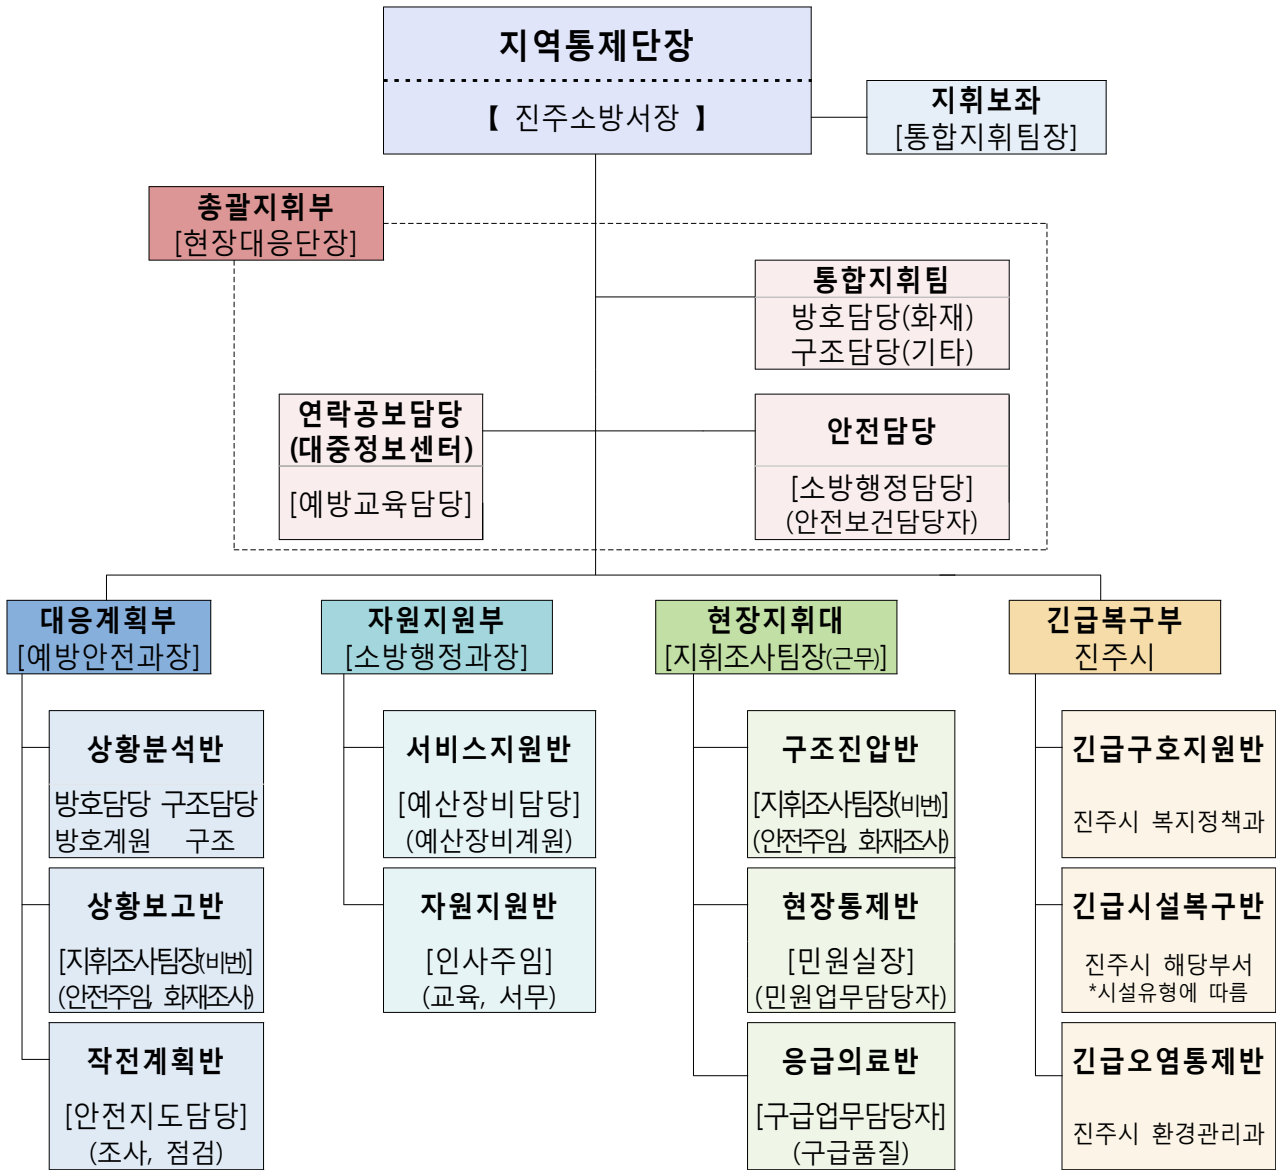 지역통제단장
【 진주소방서장 】
지휘보좌
[통합지휘팀장]
총괄지휘부
[현장대응단장]
통합지휘팀
방호담당(화재)
구조담당(기타)
연락공보담당
(대중정보센터)
[예방교육담당]
안전담당
[소방행정담당]
(안전보건담당자)
대응계획부
[예방안전과장]
자원지원부
[소방행정과장]
현장지휘대
[지휘조사팀장(근무)]
긴급복구부
진주시
상황분석반
방호담당 구조담당
방호계원 구조
상황보고반
[지휘조사팀장(비번)]
(안전주임, 화재조사)
작전계획반
[안전지도담당]
(조사, 점검)
서비스지원반
[예산장비담당]
(예산장비계원)
자원지원반
[인사주임]
(교육, 서무)
구조진압반
[지휘조사팀장(비번)]
(안전주임, 화재조사)
현장통제반
[민원실장]
(민원업무담당자)
응급의료반
[구급업무담당자]
(구급품질)
긴급구호지원반
진주시 복지정책과
긴급시설복구반
진주시 해당부서
*시설유형에 따름
긴급오염통제반
진주시 환경관리과